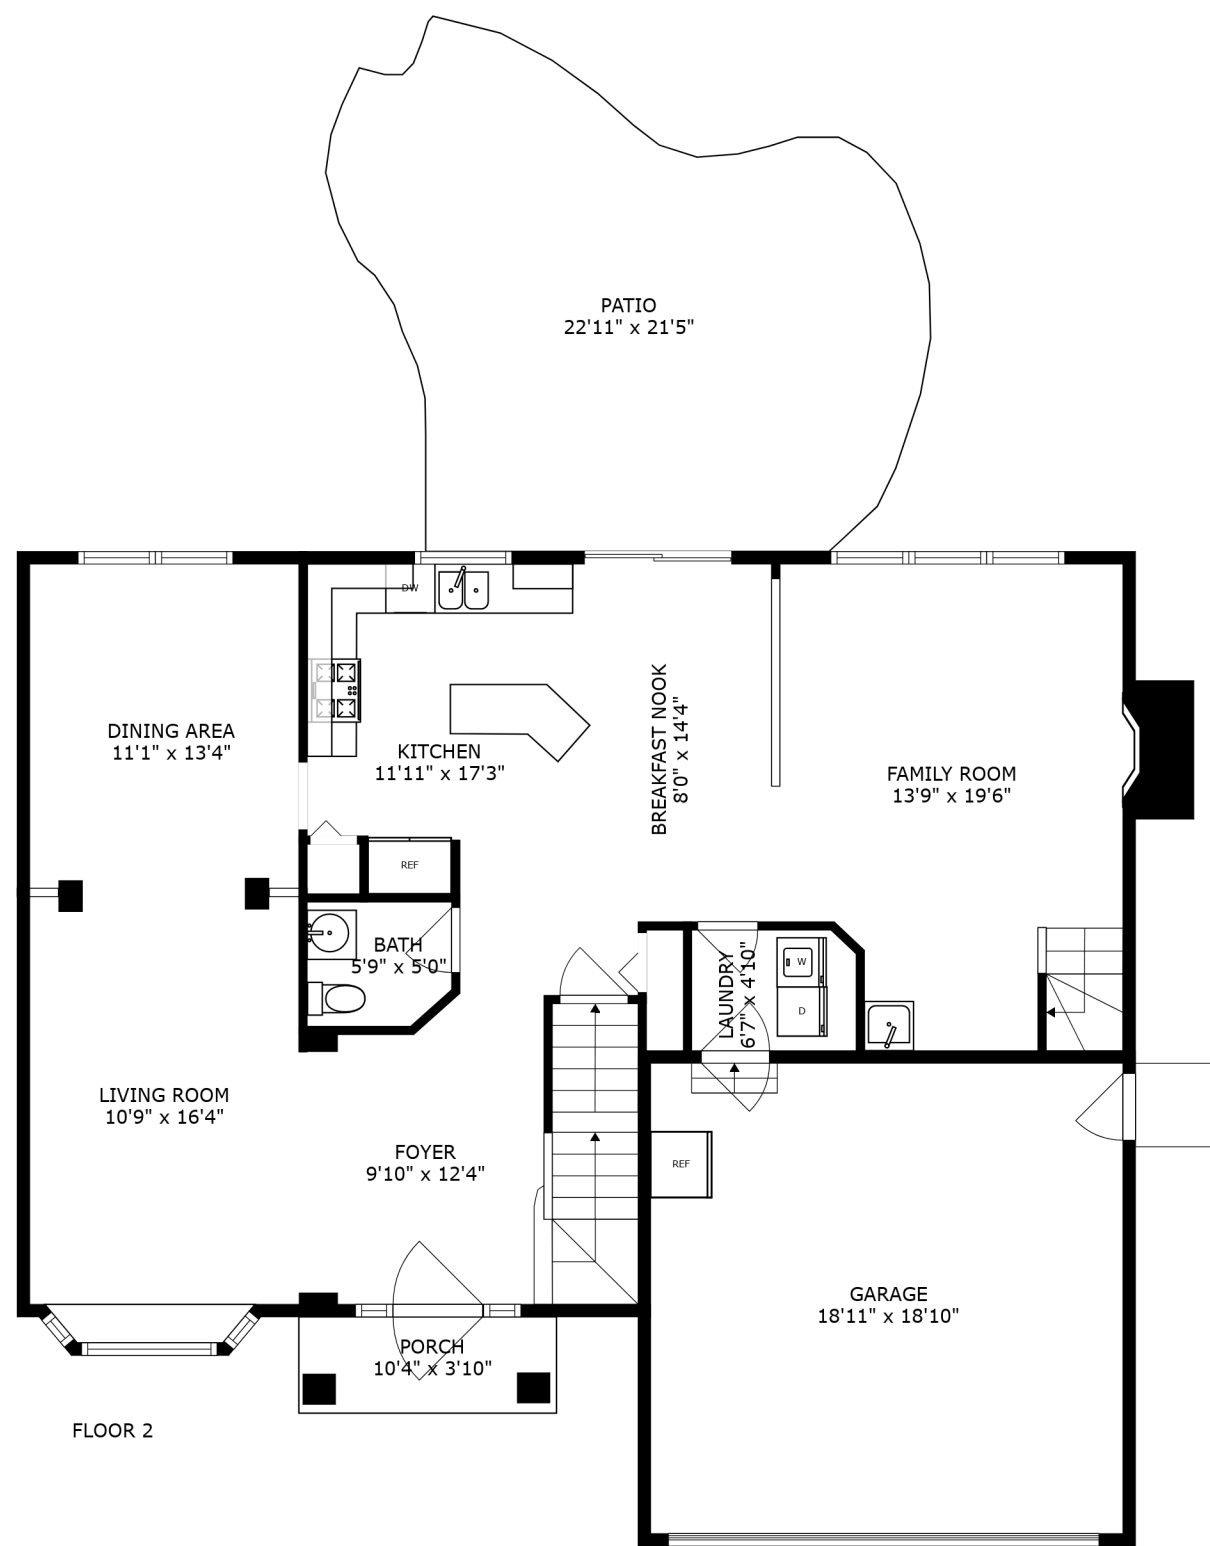 PATIO
22'11" x 21'5"
DW
DINING AREA
11'1" x 13'4"
KITCHEN
11'11" x 17'3"
BREAKFAST NOOK
8'0" x 14'4"
FAMILY ROOM
13'9" x 19'6"
REF
BATH
5'9" x 5'0"
LAUNDRY
6'7" x 4'10"
W
D
LIVING ROOM
10'9" x 16'4"
FOYER
9'10" x 12'4"
REF
GARAGE
18'11" x 18'10"
PORCH
10'4" x 3'10"
FLOOR 2